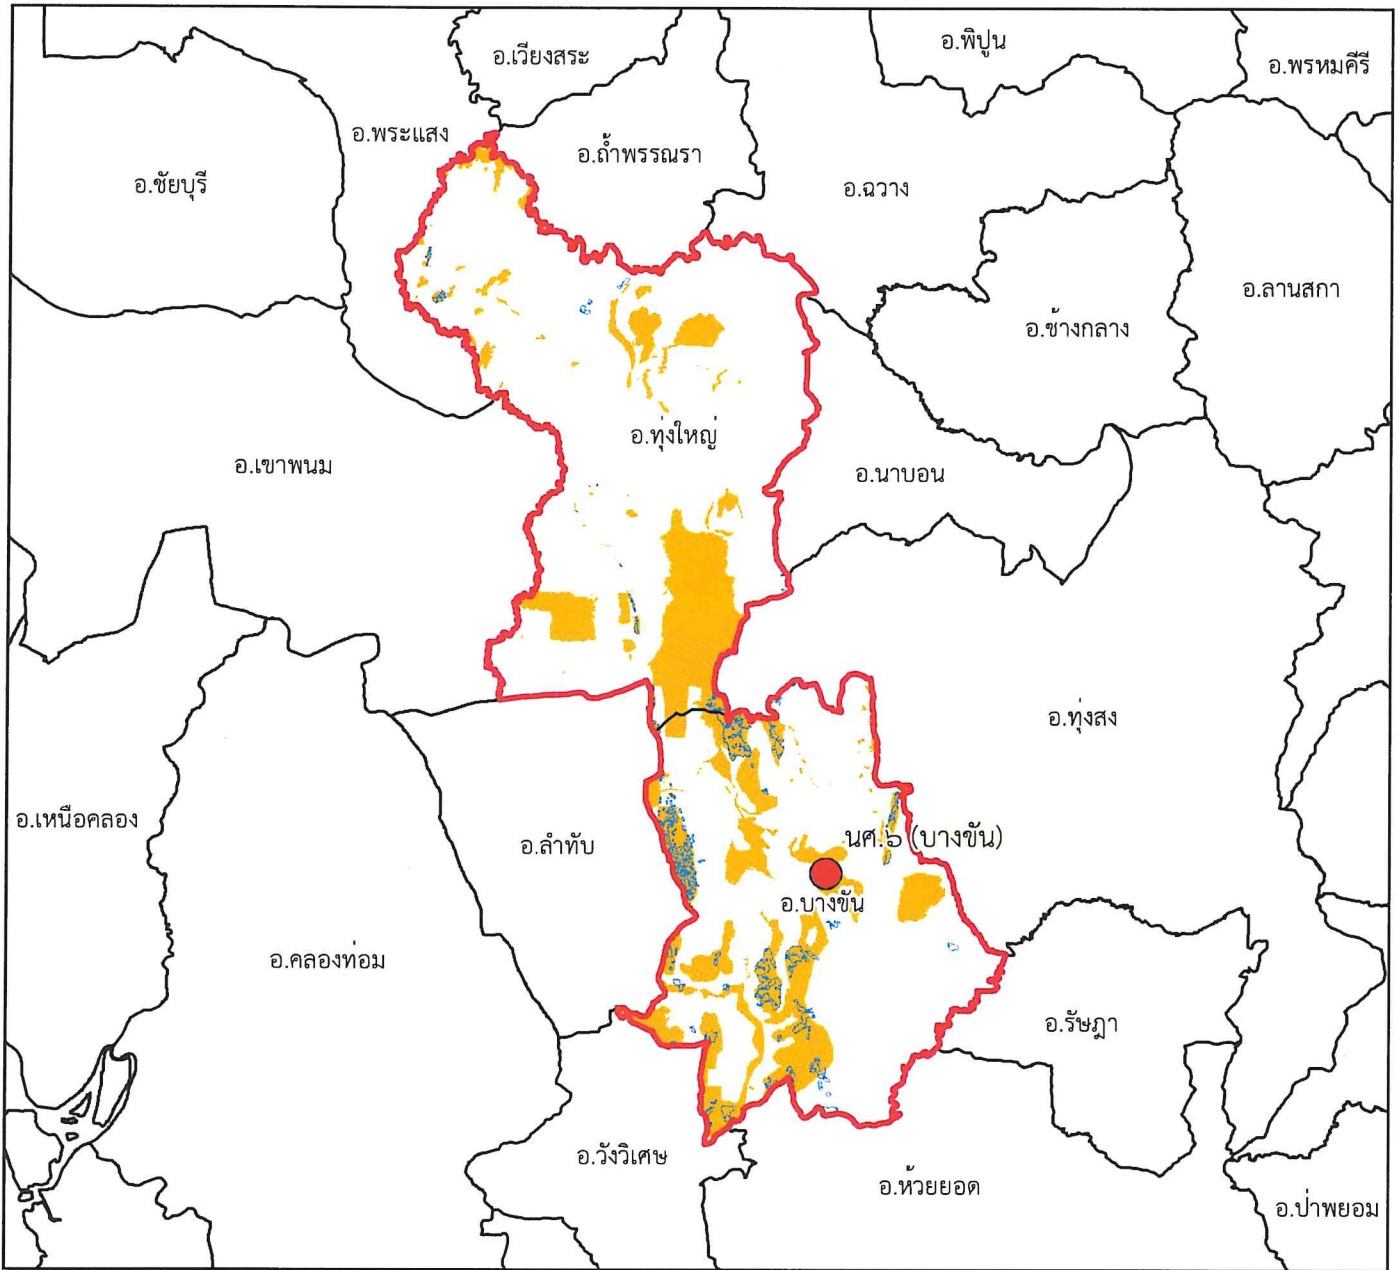 อ.พิปูน
อ.เวียงสระ
อ.พรหมคีรี
อ.พระแสง
อ.ถ้ำพรรณรา
อ.ชัยบุรี
อ.ฉวาง
อ.ลานสกา
อ.ช้างกลาง
อ.ทุ่งใหญ่
อ.เขาพนม
อ.นาบอน
อ.ทุ่งสง
อ.เหนือคลอง
นศ.๖ (บางขัน)
อ.ลำทับ
อ.บางขัน
อ.คลองท่อม
อ.รัษฎา
อ.วังวิเศษ
อ.ห้วยยอด
อ.ป่าพยอม